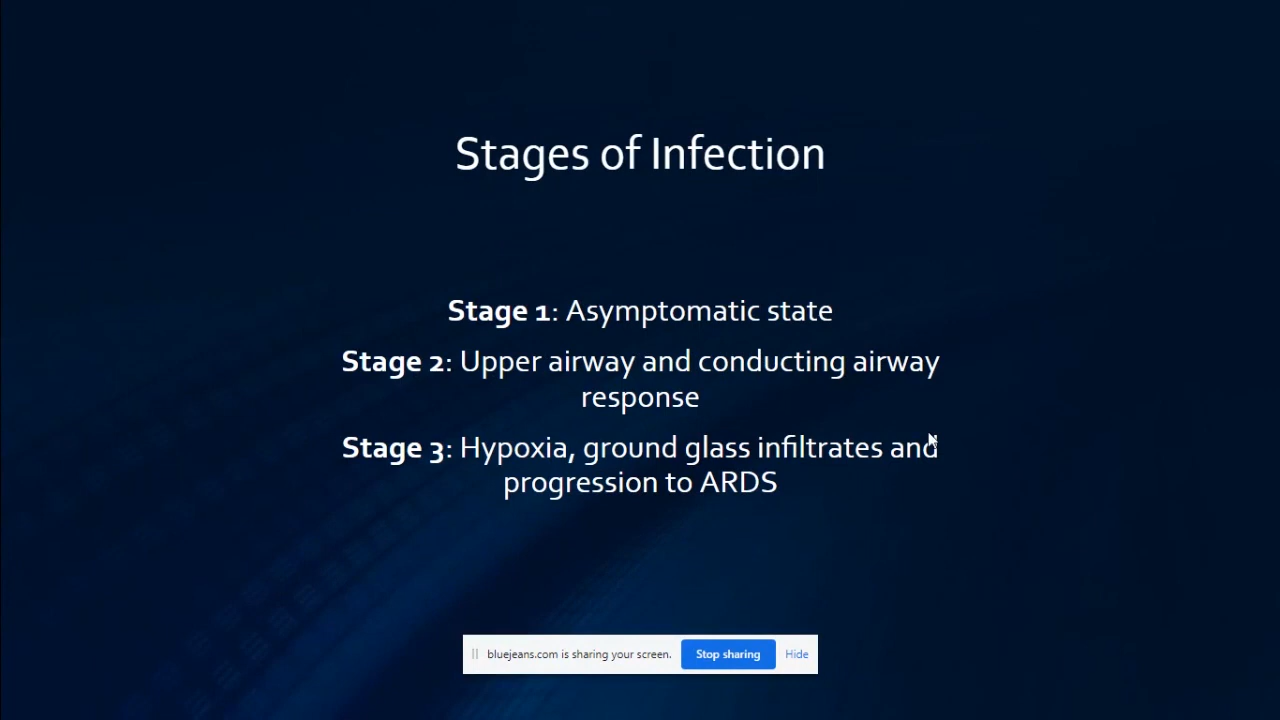 Stages of Infection
Stage 1: Asymptomatic state
Stage 2: Upper airway and conducting airway
response
Stage 3: Hypoxia, ground glass infiltrates and
progression to ARDS
bluejeans.com is sharing your screen. Stop sharing Hide